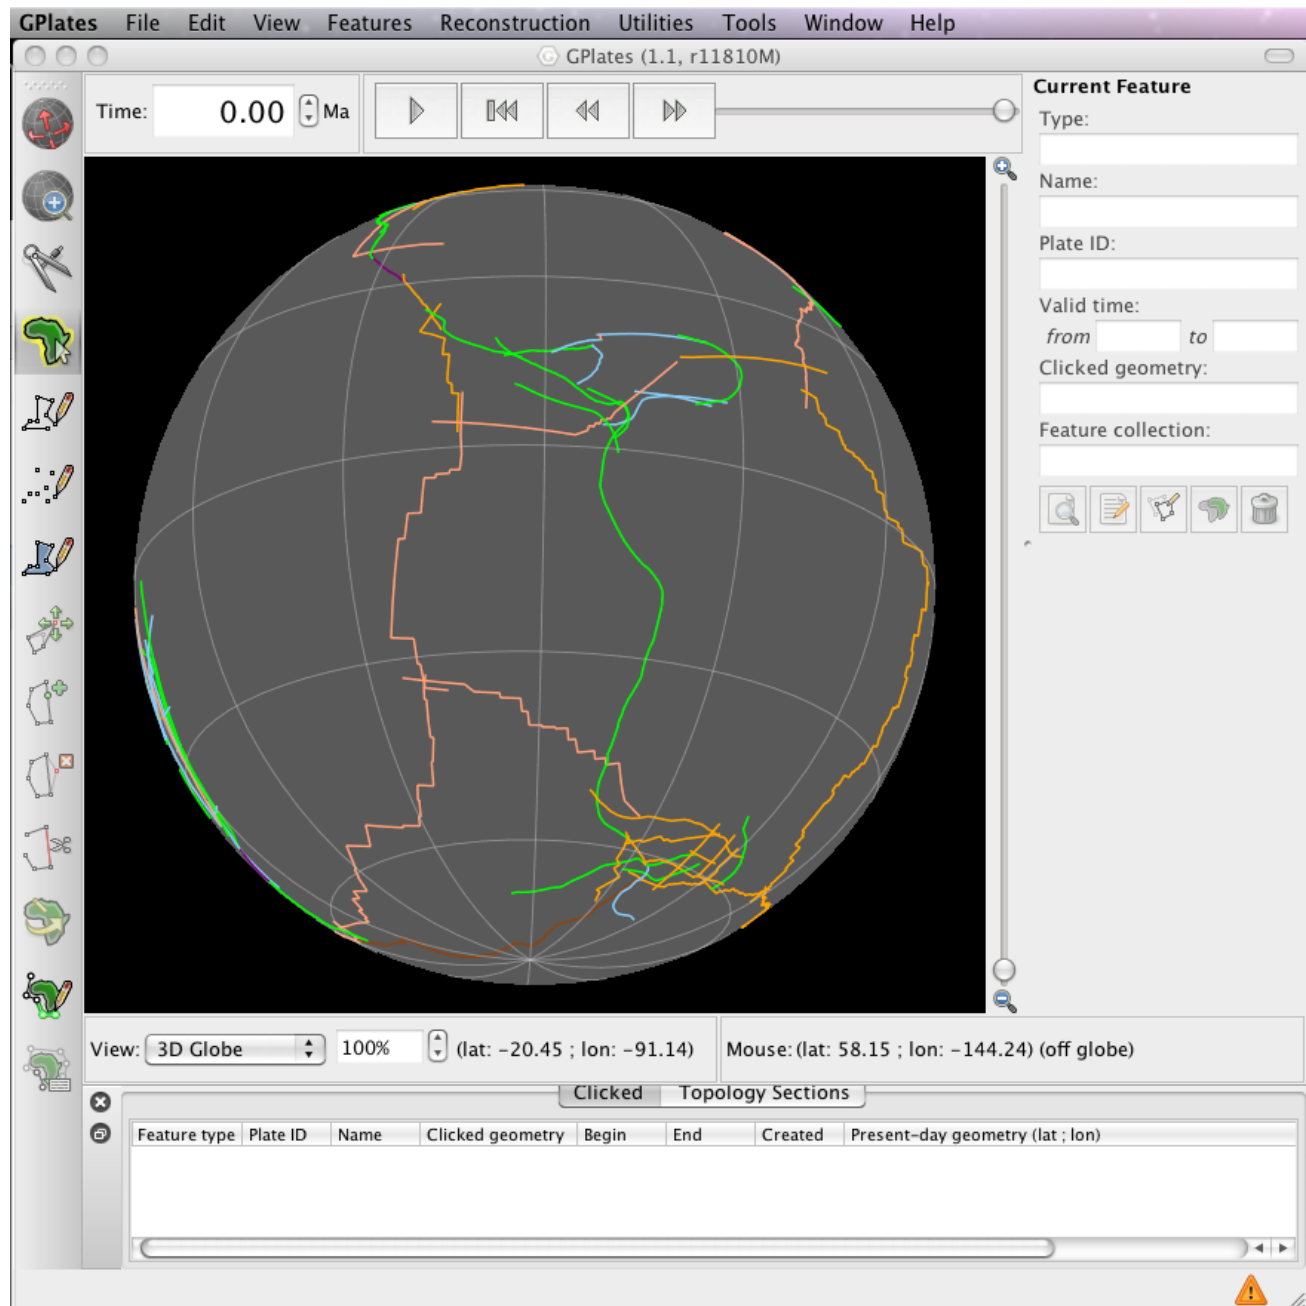 GPlates File Edit View Features Reconstruction Utilities Tools Window Help
GPlates (1.1, r11810M)
Time: 0.00 Ma
Current Feature
Type:
Name:
Plate ID:
Valid time:
from to
Clicked geometry:
Feature collection:
View: 3D Globe 100% (lat: -20.45 ; lon: -91.14) Mouse: (lat: 58.15 ; lon: -144.24) (off globe)
Clicked Topology Sections
Feature type Plate ID Name Clicked geometry Begin End Created Present-day geometry (lat ; lon)